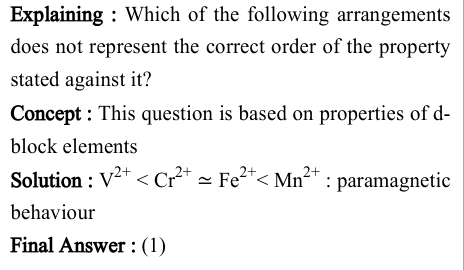 Explaining : Which of the following arrangements
does not represent the correct order of the property
stated against it?
Concept : This question is based on properties of d-
block elements
Solution : V²⁺ < Cr²⁺ ≃ Fe²⁺< Mn²⁺ : paramagnetic
behaviour
Final Answer : (1)